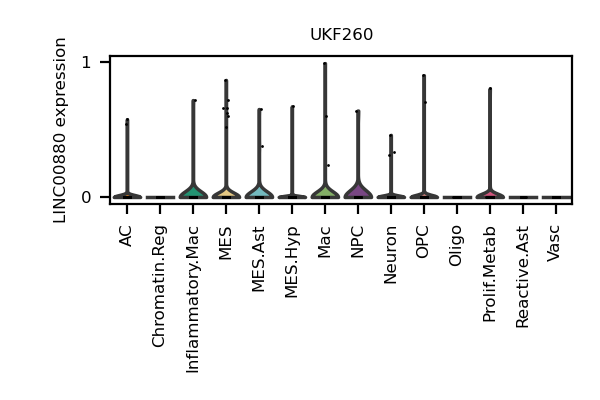 UKF260
LINC00880 expression
1
0
AC
Chromatin.Reg
Inflammatory.Mac
MES
MES.Ast
MES.Hyp
Mac
NPC
Neuron
OPC
Oligo
Prolif.Metab
Reactive.Ast
Vasc